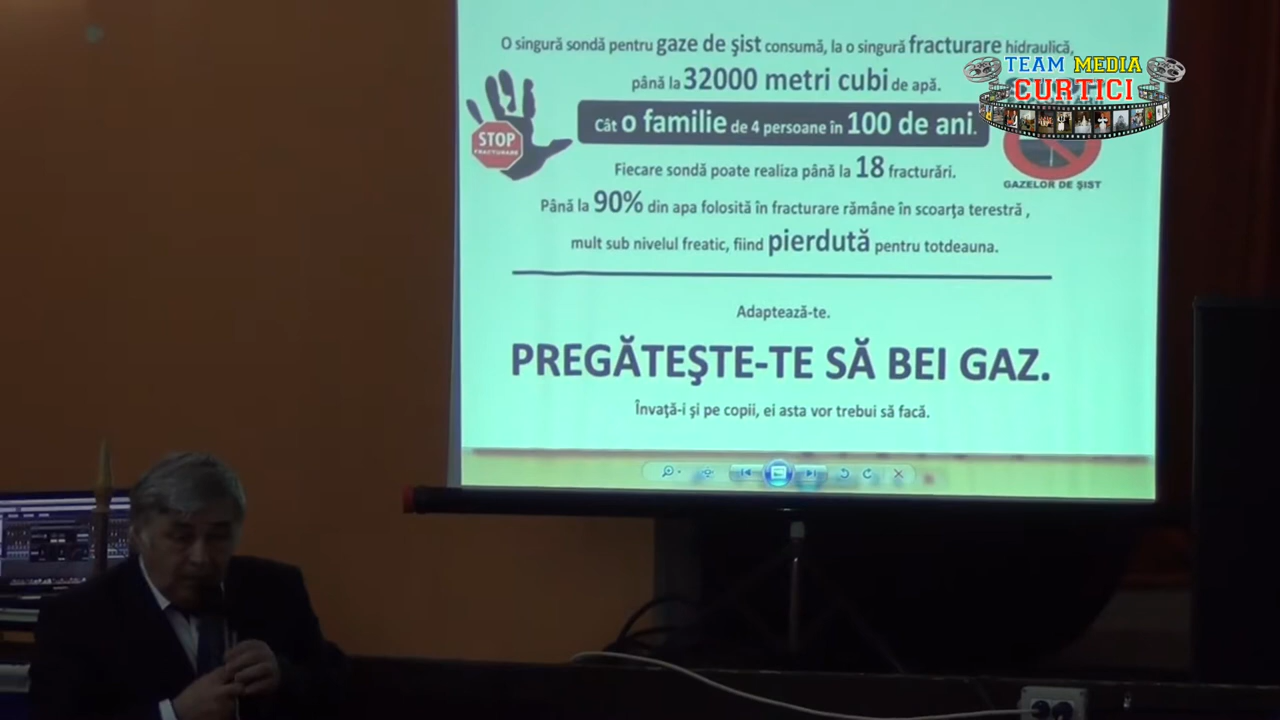 O singură sondă pentru gaze de şist consumă, la o singură fracturare hidraulică,
până la 32000 metri cubi de apă.
Cât o familie de 4 persoane în 100 de ani.
Fiecare sondă poate realiza până la 18 fracturări.
Până la 90% din apa folosită în fracturare rămâne în scoarţa terestră,
mult sub nivelul freatic, fiind pierdută pentru totdeauna.
STOP
FRACTURARE
TEAM MEDIA
CURTICI
GAZELOR DE ŞIST
Adaptează-te.
PREGĂTEŞTE-TE SĂ BEI GAZ.
Învaţă-i şi pe copii, ei asta vor trebui să facă.